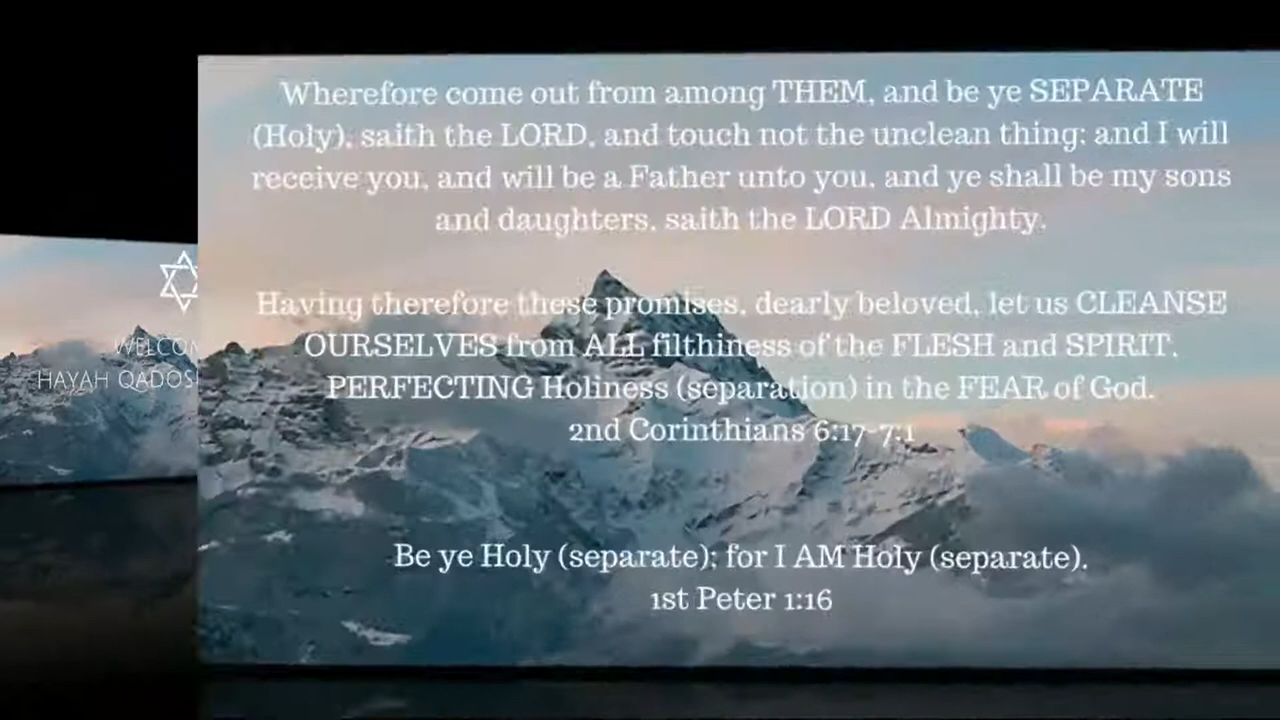 Wherefore come out from among THEM, and be ye SEPARATE
(Holy), saith the LORD, and touch not the unclean thing; and I will
receive you, and will be a Father unto you, and ye shall be my sons
and daughters, saith the LORD Almighty.
Having therefore these promises, dearly beloved, let us CLEANSE
OURSELVES from ALL filthiness of the FLESH and SPIRIT,
PERFECTING Holiness (separation) in the FEAR of God.
2nd Corinthians 6:17-7:1
Be ye Holy (separate); for I AM Holy (separate).
1st Peter 1:16
WELCOM
HAYAH QADOS